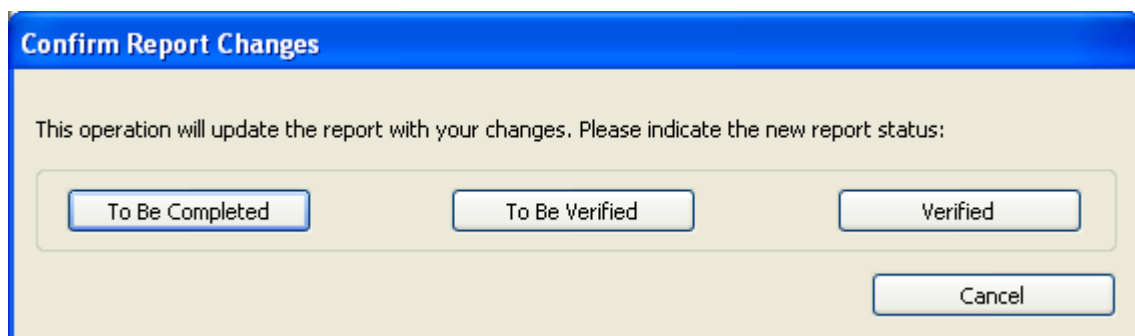 Confirm Report Changes
This operation will update the report with your changes. Please indicate the new report status:
To Be Completed To Be Verified Verified
Cancel